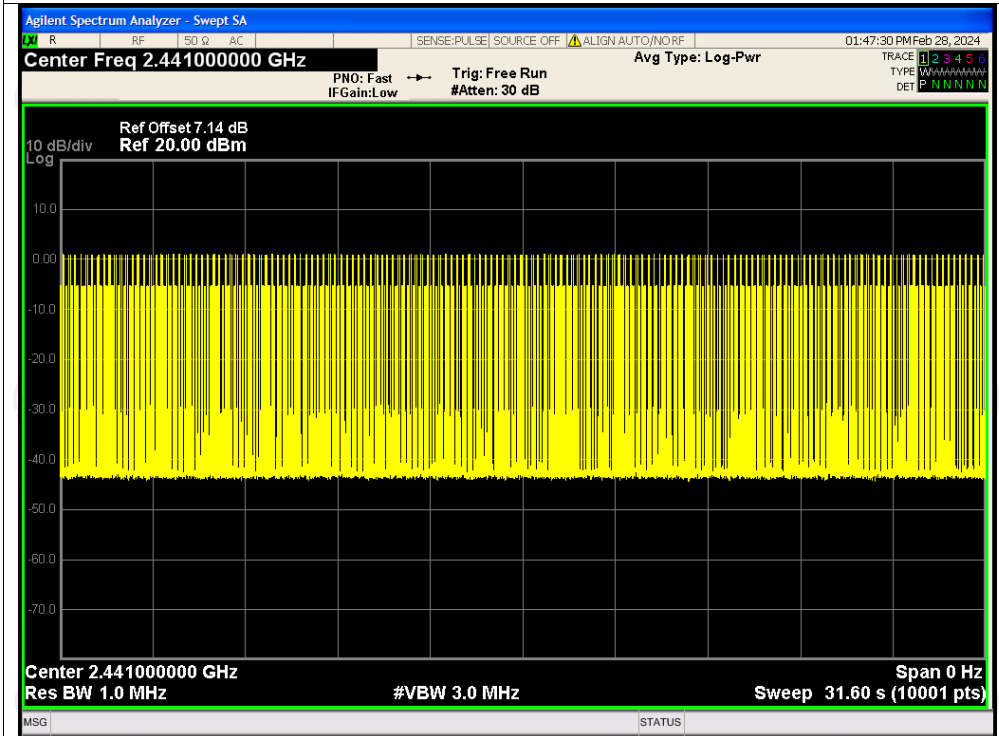 Agilent Spectrum Analyzer - Swept SA
LXI R RF 50 Ω AC SENSE:PULSE SOURCE OFF ALIGN AUTO/NO RF 01:47:30 PM Feb 28, 2024
Center Freq 2.441000000 GHz Avg Type: Log-Pwr TRACE 1 2 3 4 5 6
PNO: Fast Trig: Free Run TYPE W
IFGain:Low #Atten: 30 dB DET P N N N N N
Ref Offset 7.14 dB
10 dB/div Ref 20.00 dBm
Log
10.0
0.00
-10.0
-20.0
-30.0
-40.0
-50.0
-60.0
-70.0
Center 2.441000000 GHz Span 0 Hz
Res BW 1.0 MHz #VBW 3.0 MHz Sweep 31.60 s (10001 pts)
MSG STATUS